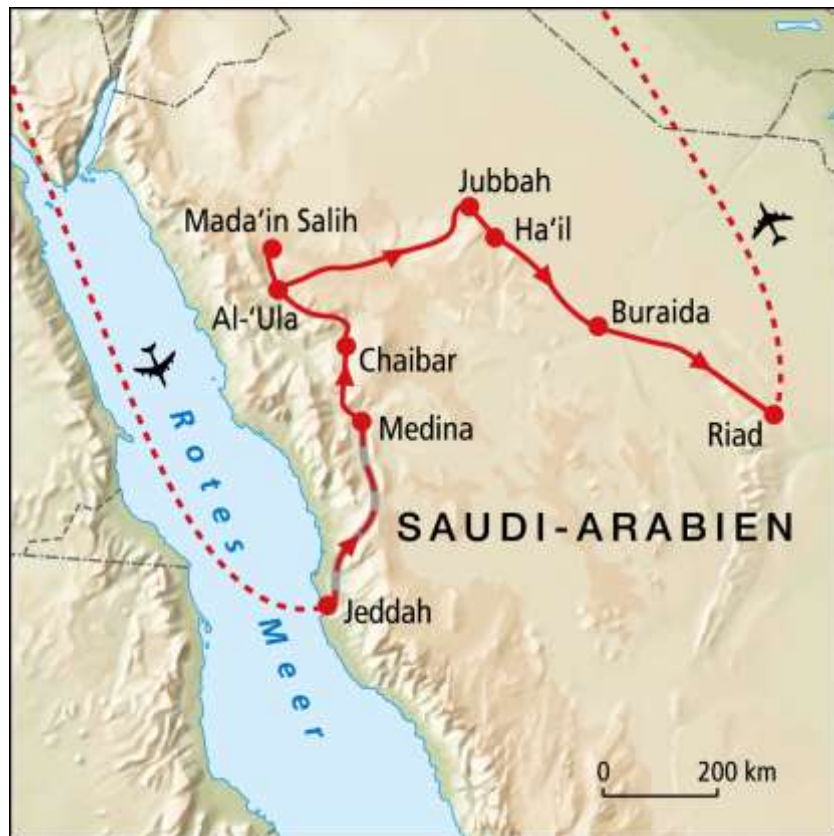 Jubbah
Mada'in Salih
Ha'il
Al-'Ula
Buraida
Chaibar
Medina
Riad
SAUDI-ARABIEN
Jeddah
Rotes Meer
0 200 km